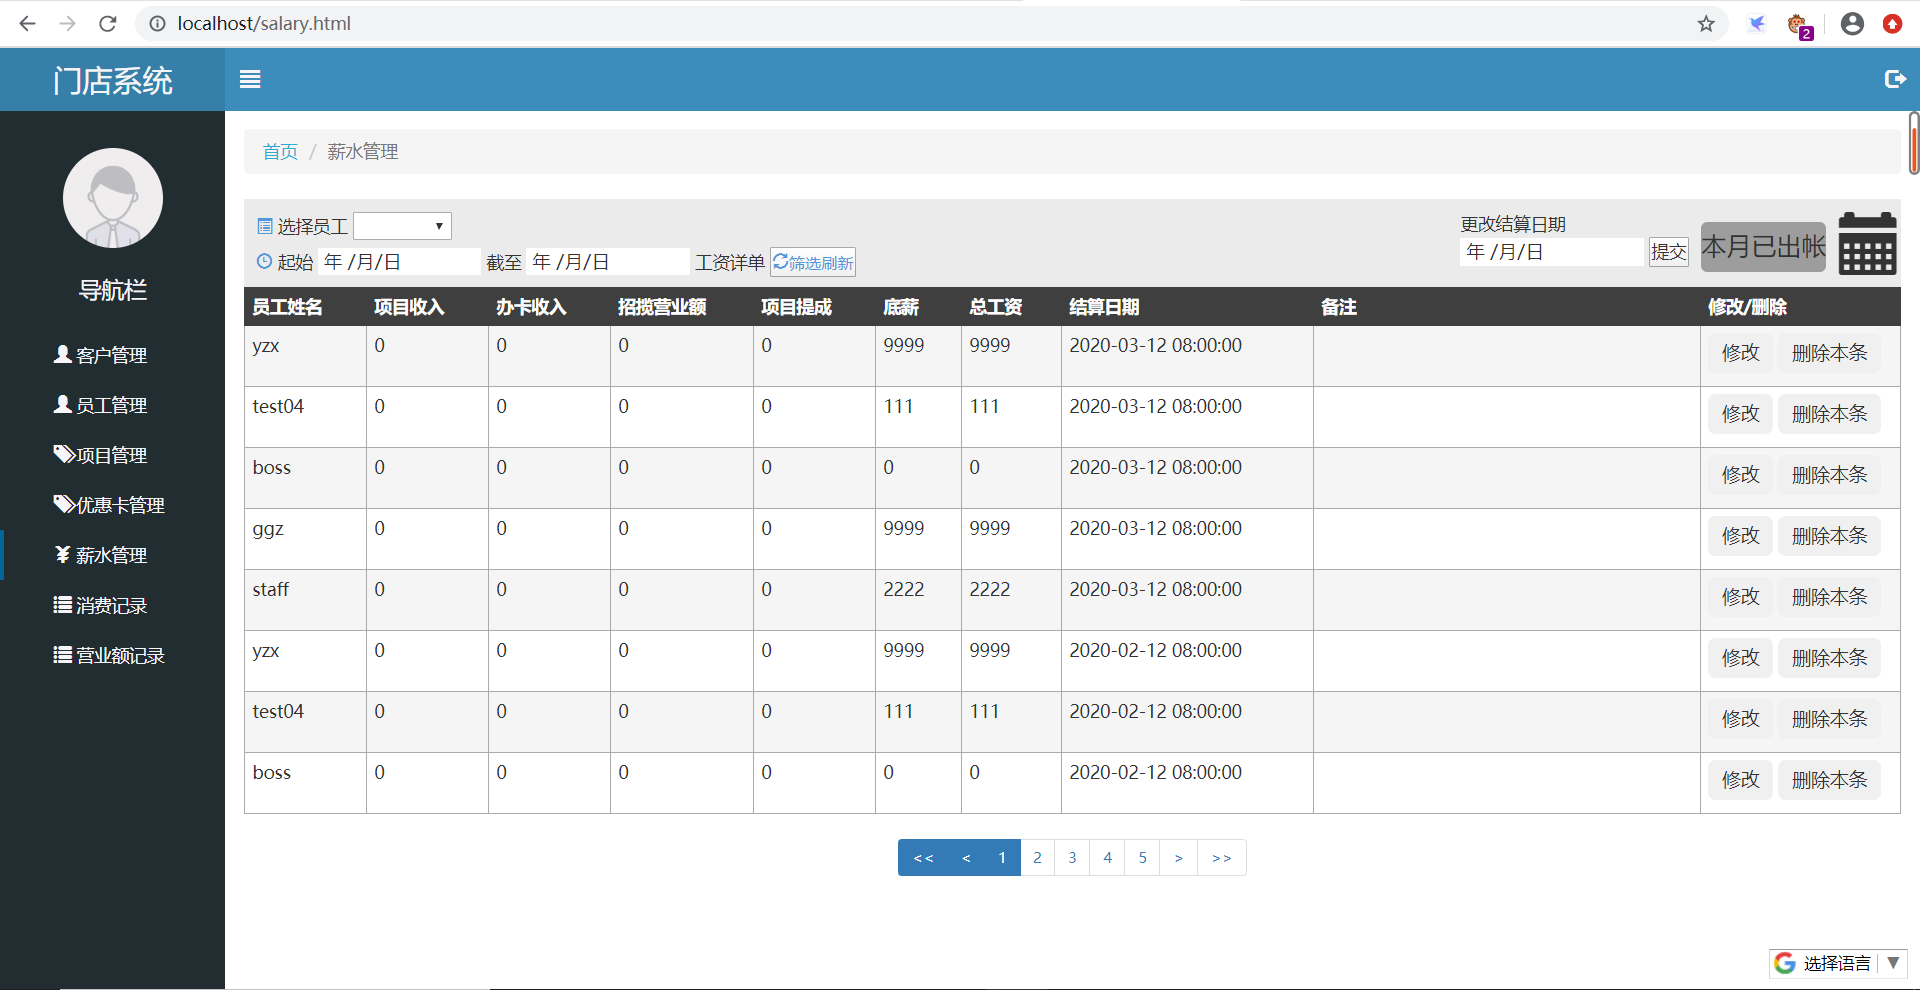 localhost/salary.html
2
门店系统
首页 / 薪水管理
导航栏
客户管理
员工管理
项目管理
优惠卡管理
薪水管理
消费记录
营业额记录
选择员工
起始 年 /月/日 截至 年 /月/日 工资详单 筛选刷新
更改结算日期
年 /月/日 提交
本月已出帐
员工姓名 项目收入 办卡收入 招揽营业额 项目提成 底薪 总工资 结算日期 备注 修改/删除
yzx 0 0 0 0 9999 9999 2020-03-12 08:00:00 修改 删除本条
test04 0 0 0 0 111 111 2020-03-12 08:00:00 修改 删除本条
boss 0 0 0 0 0 0 2020-03-12 08:00:00 修改 删除本条
ggz 0 0 0 0 9999 9999 2020-03-12 08:00:00 修改 删除本条
staff 0 0 0 0 2222 2222 2020-03-12 08:00:00 修改 删除本条
yzx 0 0 0 0 9999 9999 2020-02-12 08:00:00 修改 删除本条
test04 0 0 0 0 111 111 2020-02-12 08:00:00 修改 删除本条
boss 0 0 0 0 0 0 2020-02-12 08:00:00 修改 删除本条
<< < 1 2 3 4 5 > >>
选择语言 ▼